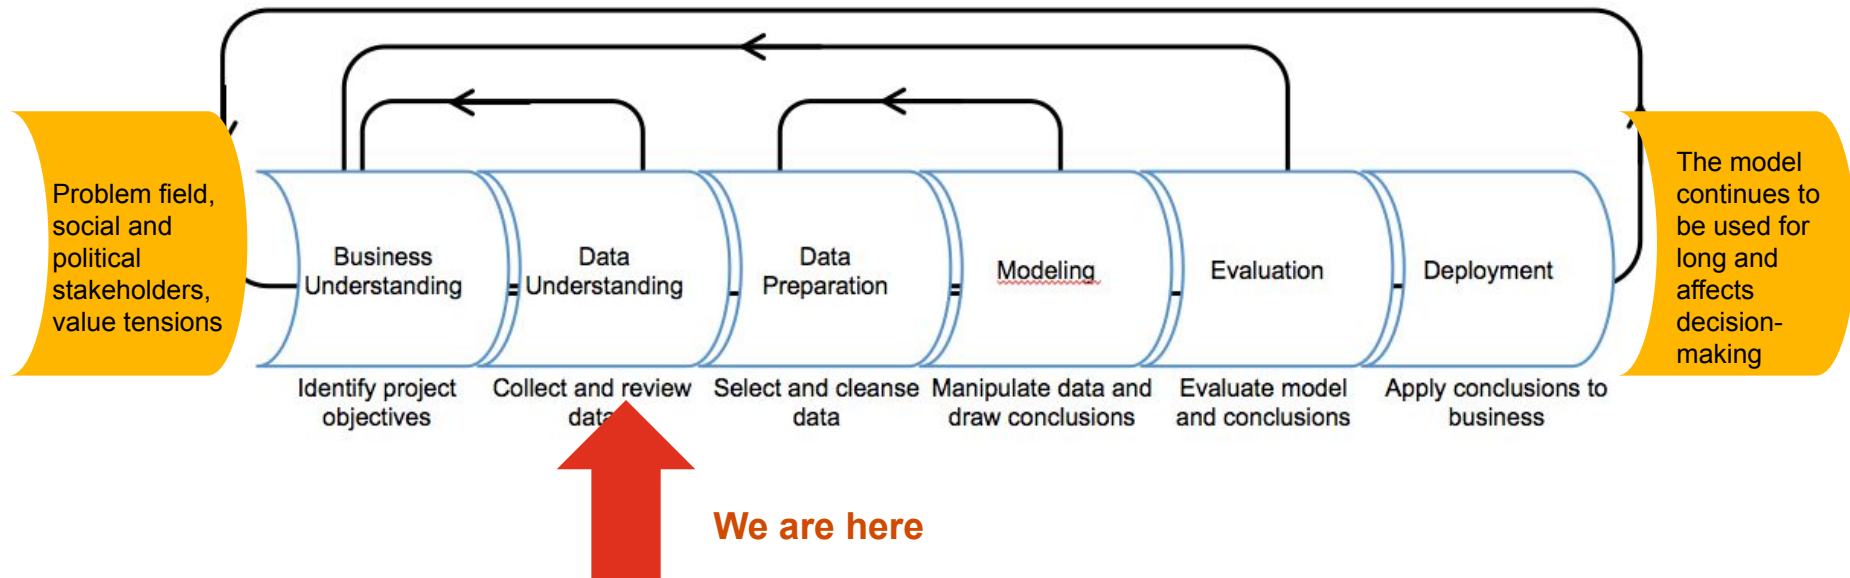 Problem field,
social and
political
stakeholders,
value tensions
Business
Understanding
Data
Understanding
Data
Preparation
Modeling
Evaluation
Deployment
The model
continues to
be used for
long and
affects
decision-
making
Identify project
objectives
Collect and review
data
Select and cleanse
data
Manipulate data and
draw conclusions
Evaluate model
and conclusions
Apply conclusions to
business
We are here